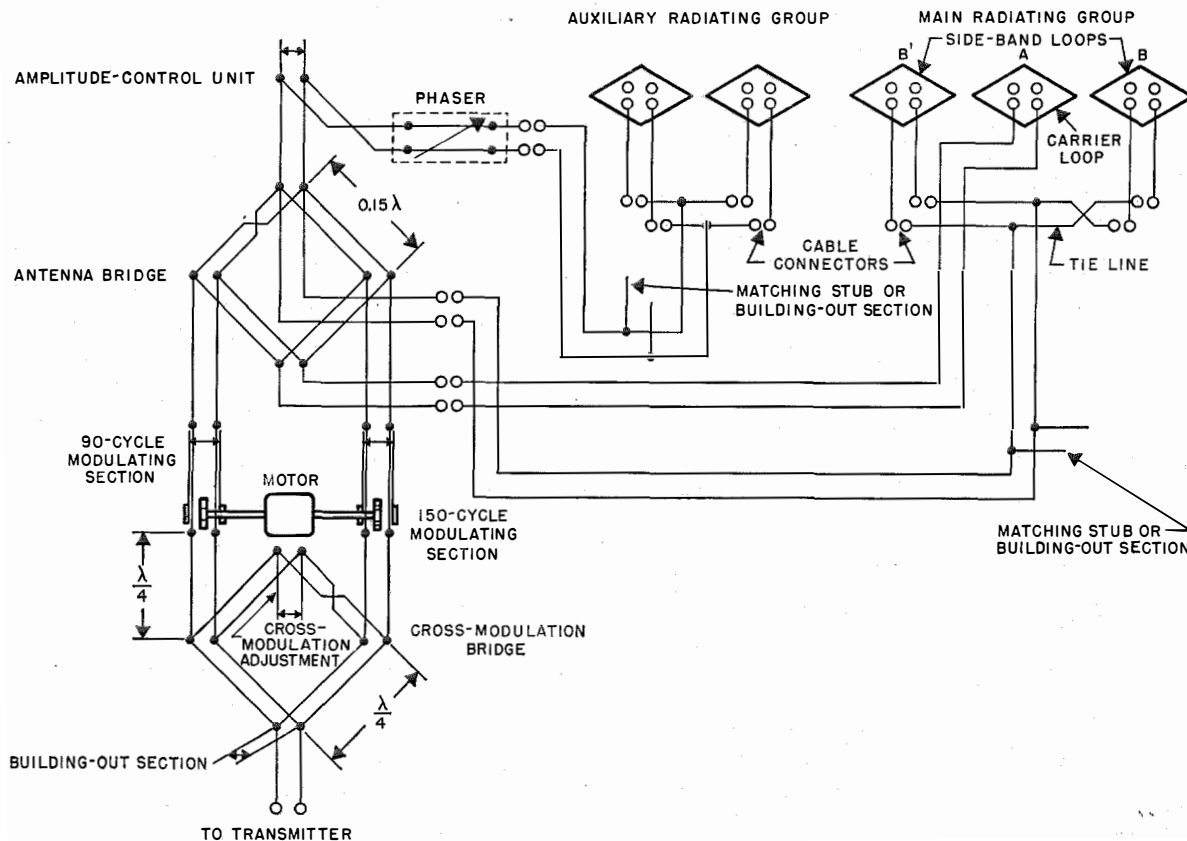 AUXILIARY RADIATING GROUP
MAIN RADIATING GROUP
SIDE-BAND LOOPS
B'
A
B
AMPLITUDE-CONTROL UNIT
PHASER
CARRIER
LOOP
0.15λ
ANTENNA BRIDGE
CABLE
CONNECTORS
TIE LINE
MATCHING STUB OR
BUILDING-OUT SECTION
90-CYCLE
MODULATING
SECTION
MOTOR
150-CYCLE
MODULATING
SECTION
MATCHING STUB OR
BUILDING-OUT SECTION
λ
4
CROSS-
MODULATION
ADJUSTMENT
CROSS-MODULATION
BRIDGE
λ
4
BUILDING-OUT SECTION
TO TRANSMITTER